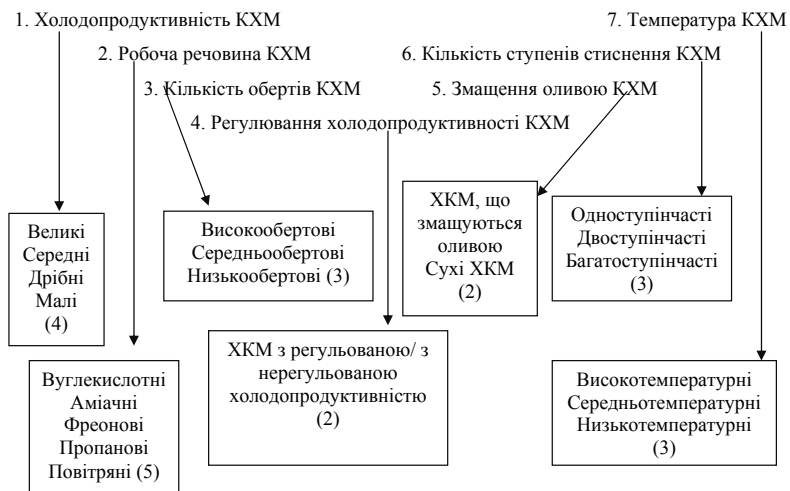 1. Холодопродуктивність КХМ
7. Температура КХМ
2. Робоча речовина КХМ
6. Кількість ступенів стиснення КХМ
3. Кількість обертів КХМ
5. Змащення оливою КХМ
4. Регулювання холодопродуктивності КХМ
Великі
Середні
Дрібні
Малі
(4)
Високообертові
Середньообертові
Низькообертові (3)
ХКМ, що
змащуються
оливою
Сухі ХКМ
(2)
Одноступінчасті
Двоступінчасті
Багатоступінчасті
(3)
Вуглекислотні
Аміачні
Фреонові
Пропанові
Повітряні (5)
ХКМ з регульованою/ з
нерегульованою
холодопродуктивністю
(2)
Високотемпературні
Середньотемпературні
Низькотемпературні
(3)